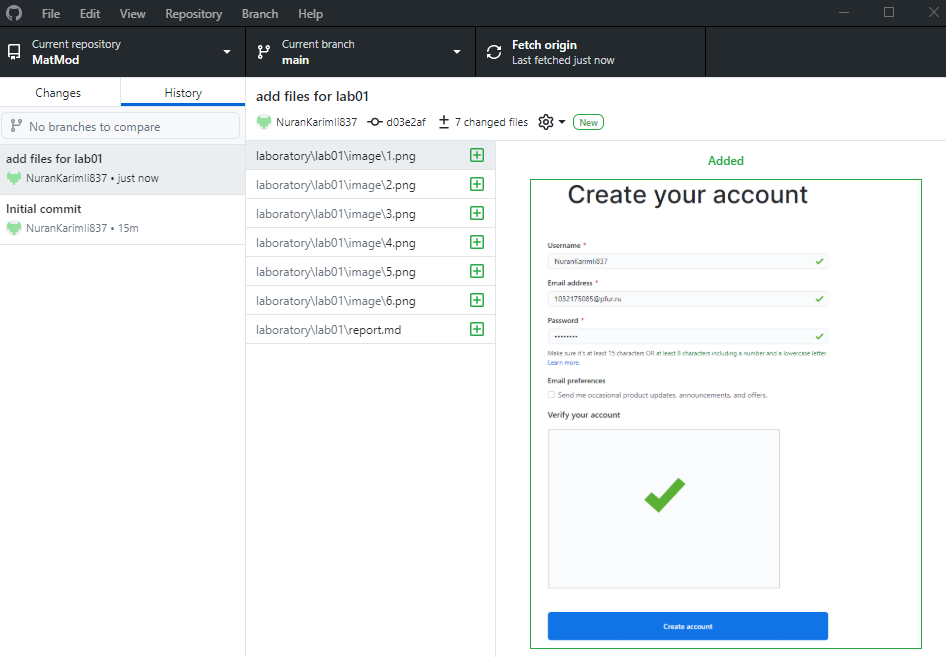 File Edit View Repository Branch Help
Current repository
MatMod
Current branch
main
Fetch origin
Last fetched just now
Changes
History
No branches to compare
add files for lab01
NuranKarimli837 • just now
Initial commit
NuranKarimli837 • 15m
add files for lab01
NuranKarimli837 d03e2af 7 changed files New
laboratory\lab01\image\1.png
laboratory\lab01\image\2.png
laboratory\lab01\image\3.png
laboratory\lab01\image\4.png
laboratory\lab01\image\5.png
laboratory\lab01\image\6.png
laboratory\lab01\report.md
Added
Create your account
Username *
NuranKarimli837
Email address *
1032175085@pfur.ru
Password *
••••••••
Make sure it's at least 15 characters OR at least 8 characters including a number and a lowercase letter.
Learn more.
Email preferences
Send me occasional product updates, announcements, and offers.
Verify your account
Create account